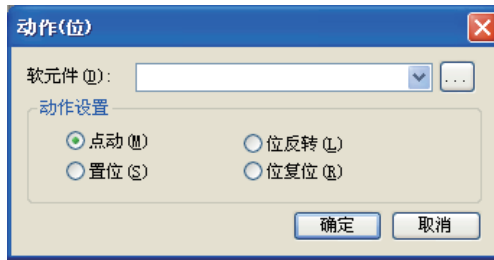 动作(位)
软元件(D):
...
动作设置
点动(M)
位反转(L)
置位(S)
位复位(R)
确定
取消